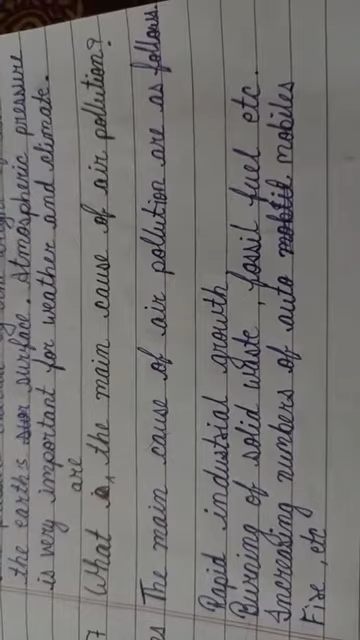 the earth's surface. Atmospheric pressure
is very important for weather and climate.
7 What are the main cause of air pollution?
The main cause of air pollution are as follows.
Rapid industrial growth
Burning of solid waste, fossil fuel etc.
Increasing numbers of auto mobiles
Fire, etc